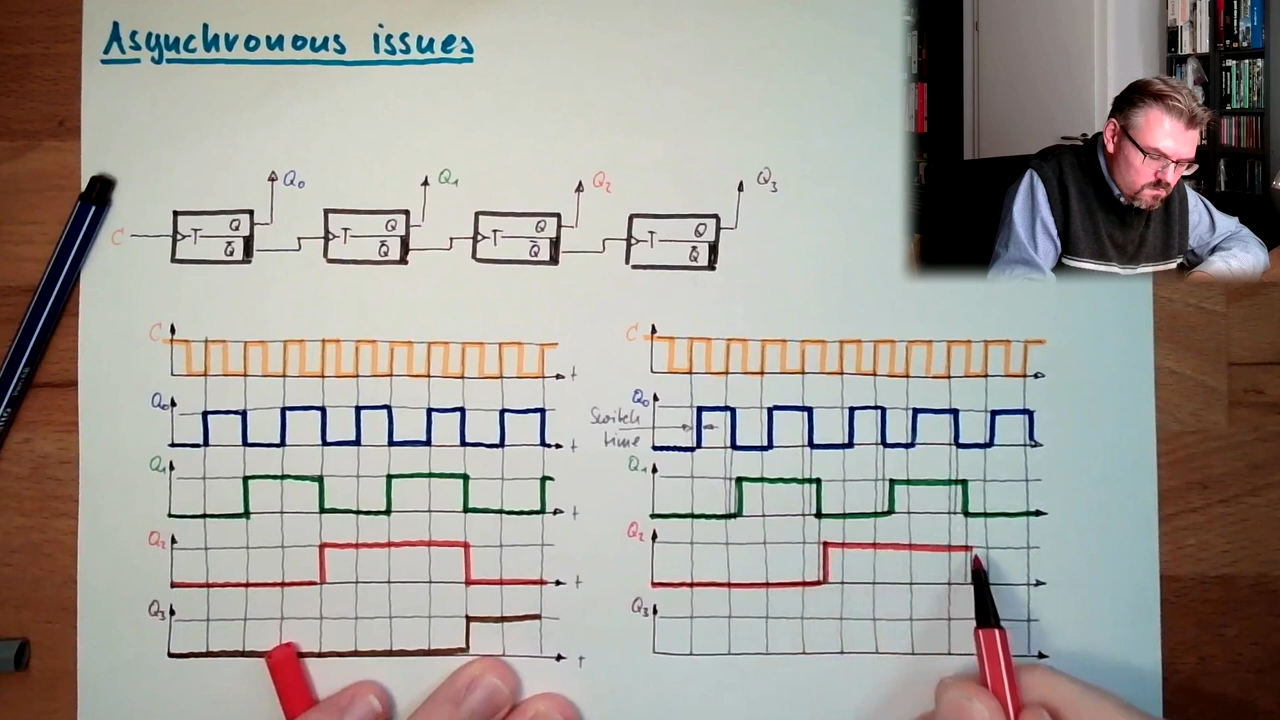 Asynchronous issues
Q₀ Q₁ Q₂ Q₃
C T Q Q̄ T Q Q̄ T Q Q̄ T Q Q̄
C
t
Q₀
t
Q₁
t
Q₂
t
Q₃
t
C
Q₀
Switch
time
Q₁
Q₂
Q₃